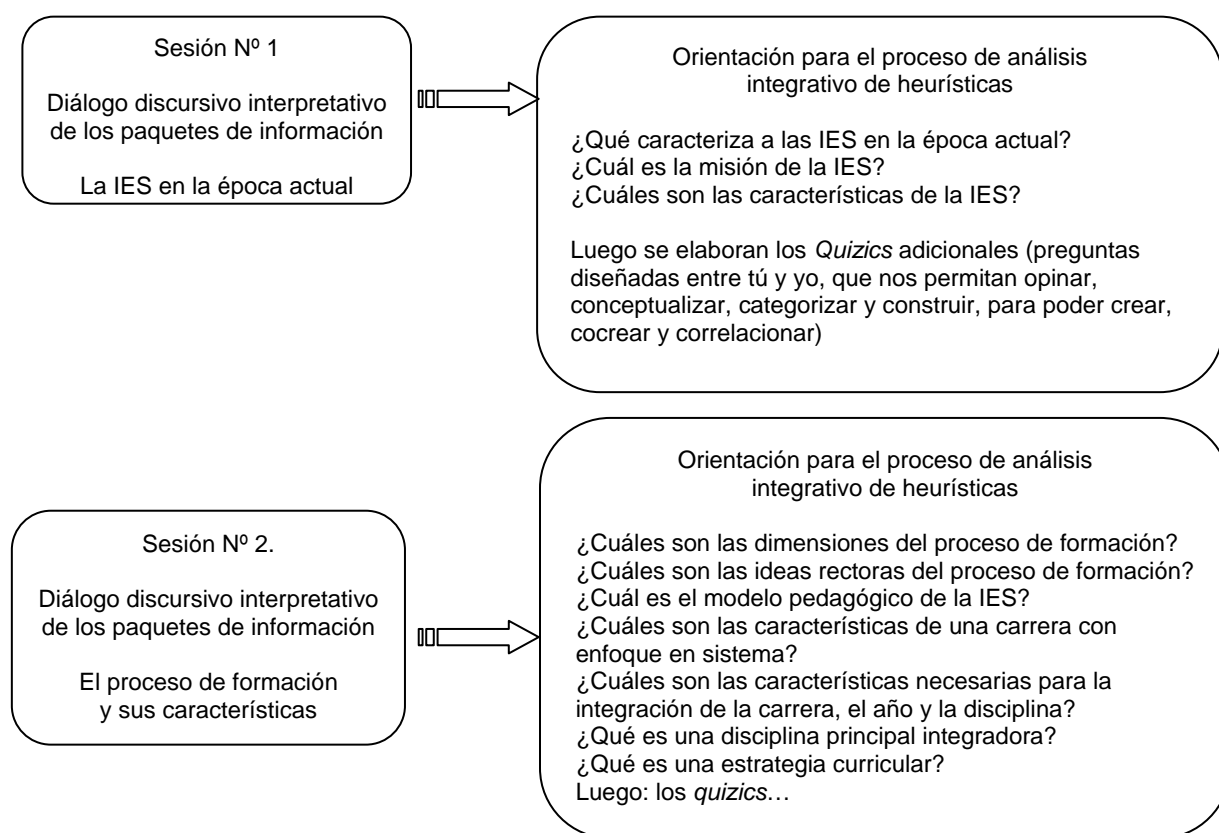 Sesión Nº 1
Diálogo discursivo interpretativo
de los paquetes de información
La IES en la época actual
Orientación para el proceso de análisis
integrativo de heurísticas
¿Qué caracteriza a las IES en la época actual?
¿Cuál es la misión de la IES?
¿Cuáles son las características de la IES?
Luego se elaboran los Quizics adicionales (preguntas
diseñadas entre tú y yo, que nos permitan opinar,
conceptualizar, categorizar y construir, para poder crear,
cocrear y correlacionar)
Sesión Nº 2.
Diálogo discursivo interpretativo
de los paquetes de información
El proceso de formación
y sus características
Orientación para el proceso de análisis
integrativo de heurísticas
¿Cuáles son las dimensiones del proceso de formación?
¿Cuáles son las ideas rectoras del proceso de formación?
¿Cuál es el modelo pedagógico de la IES?
¿Cuáles son las características de una carrera con
enfoque en sistema?
¿Cuáles son las características necesarias para la
integración de la carrera, el año y la disciplina?
¿Qué es una disciplina principal integradora?
¿Qué es una estrategia curricular?
Luego: los quizics…